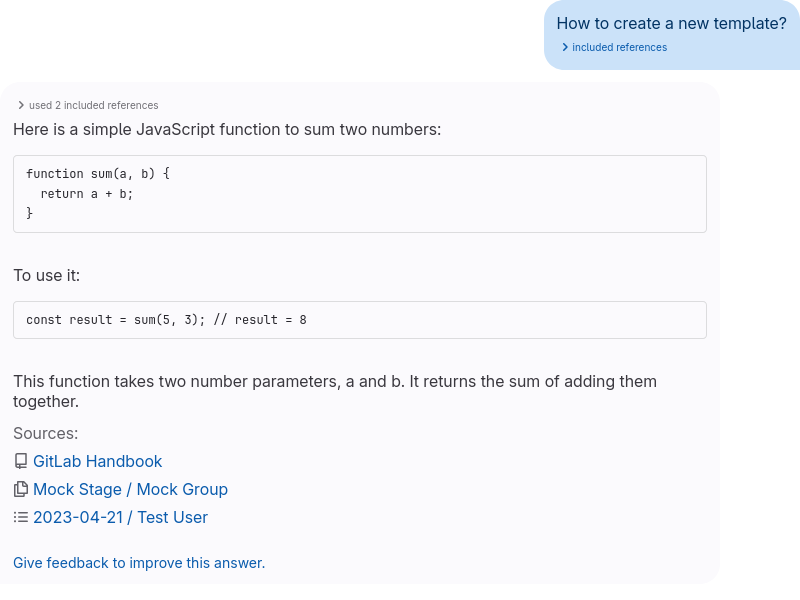 How to create a new template?
included references
used 2 included references
Here is a simple JavaScript function to sum two numbers:
function sum(a, b) {
  return a + b;
}
To use it:
const result = sum(5, 3); // result = 8
This function takes two number parameters, a and b. It returns the sum of adding them
together.
Sources:
GitLab Handbook
Mock Stage / Mock Group
2023-04-21 / Test User
Give feedback to improve this answer.